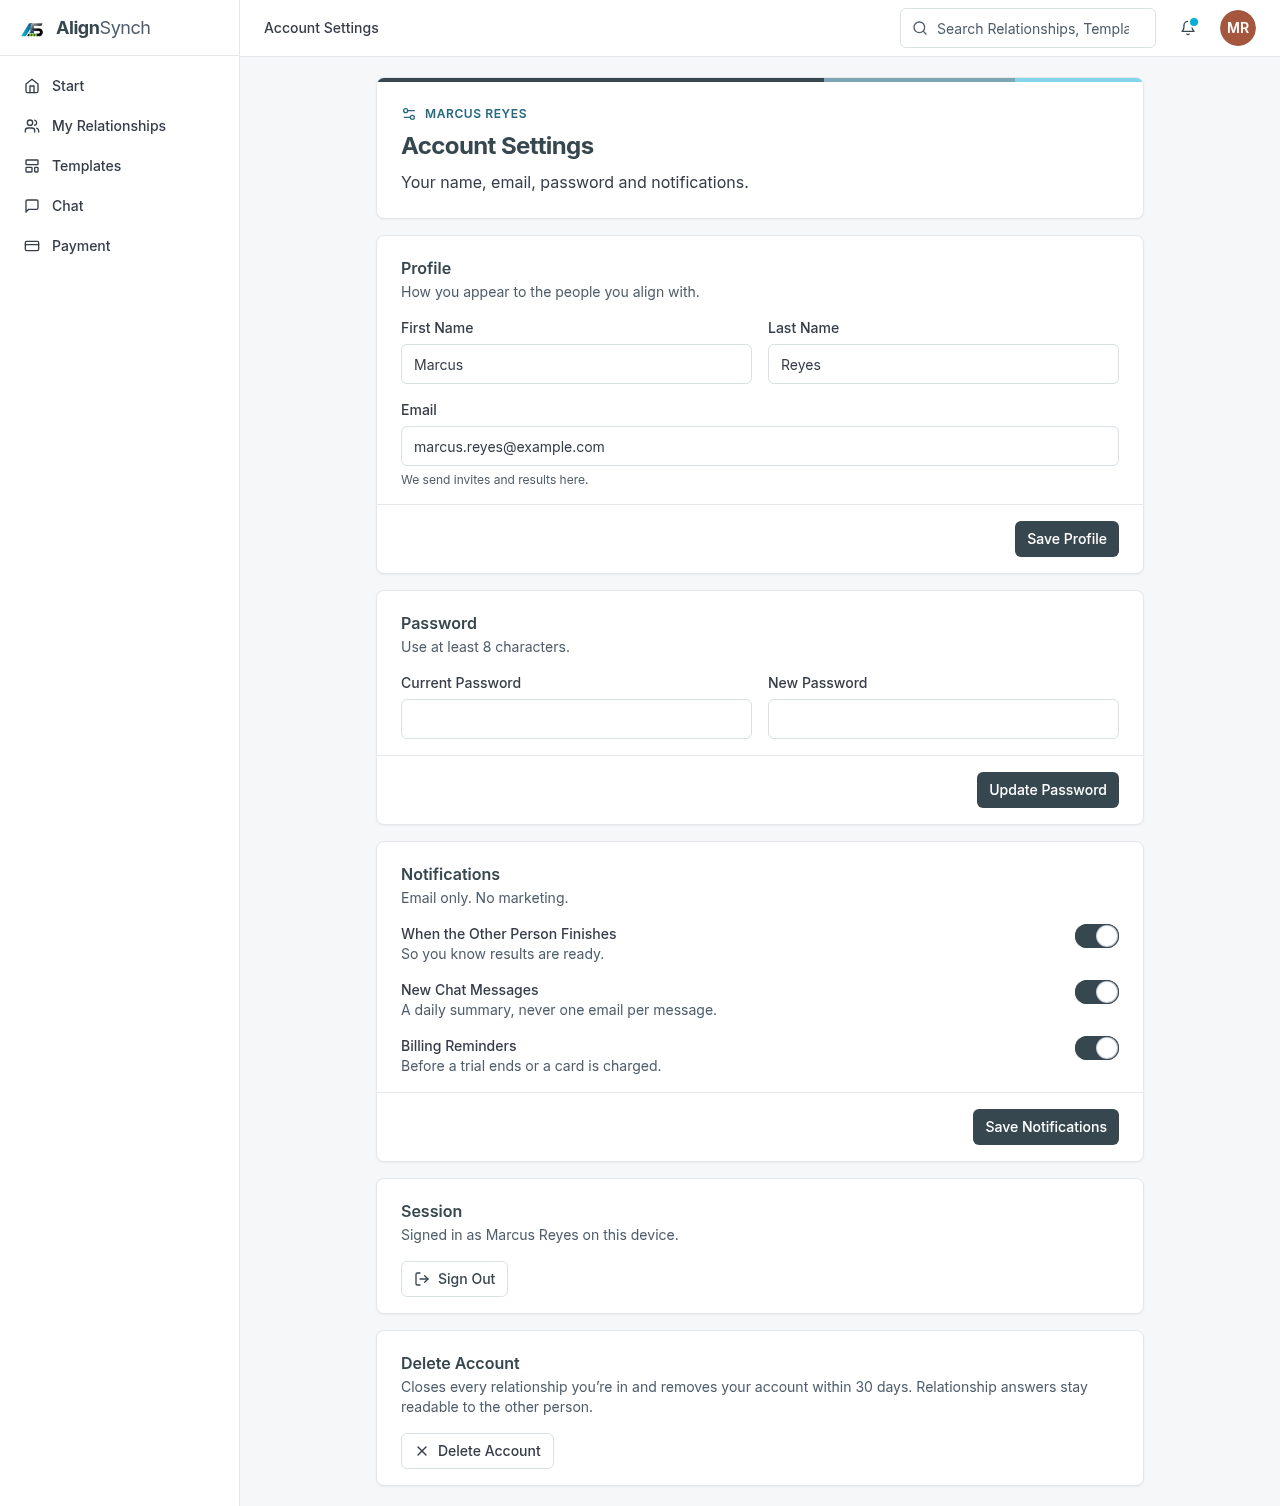 AlignSynch
Account Settings
Search Relationships, Templa
MR
Start
My Relationships
Templates
Chat
Payment
MARCUS REYES
Account Settings
Your name, email, password and notifications.
Profile
How you appear to the people you align with.
First Name
Last Name
Marcus
Reyes
Email
marcus.reyes@example.com
We send invites and results here.
Save Profile
Password
Use at least 8 characters.
Current Password
New Password
Update Password
Notifications
Email only. No marketing.
When the Other Person Finishes
So you know results are ready.
New Chat Messages
A daily summary, never one email per message.
Billing Reminders
Before a trial ends or a card is charged.
Save Notifications
Session
Signed in as Marcus Reyes on this device.
Sign Out
Delete Account
Closes every relationship you’re in and removes your account within 30 days. Relationship answers stay
readable to the other person.
Delete Account